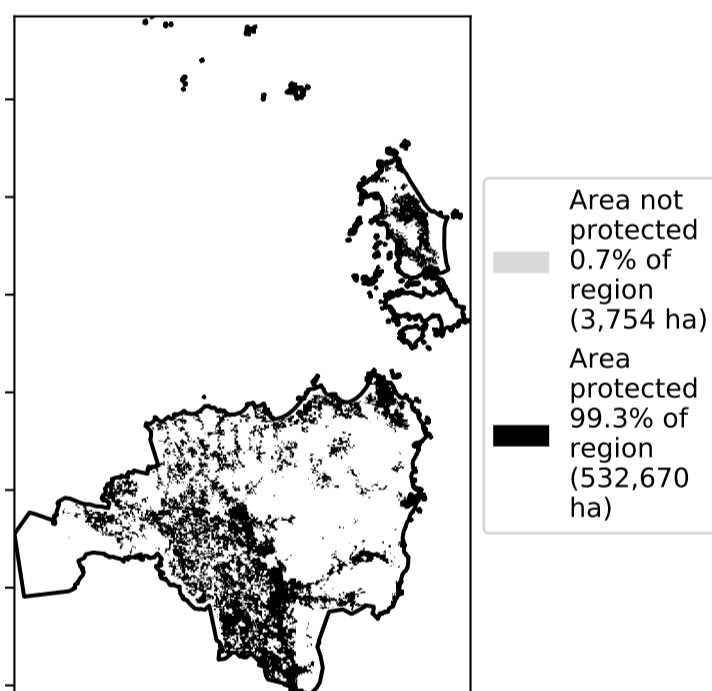 Area not
protected
0.7% of
region
(3,754 ha)
Area
protected
99.3% of
region
(532,670
ha)